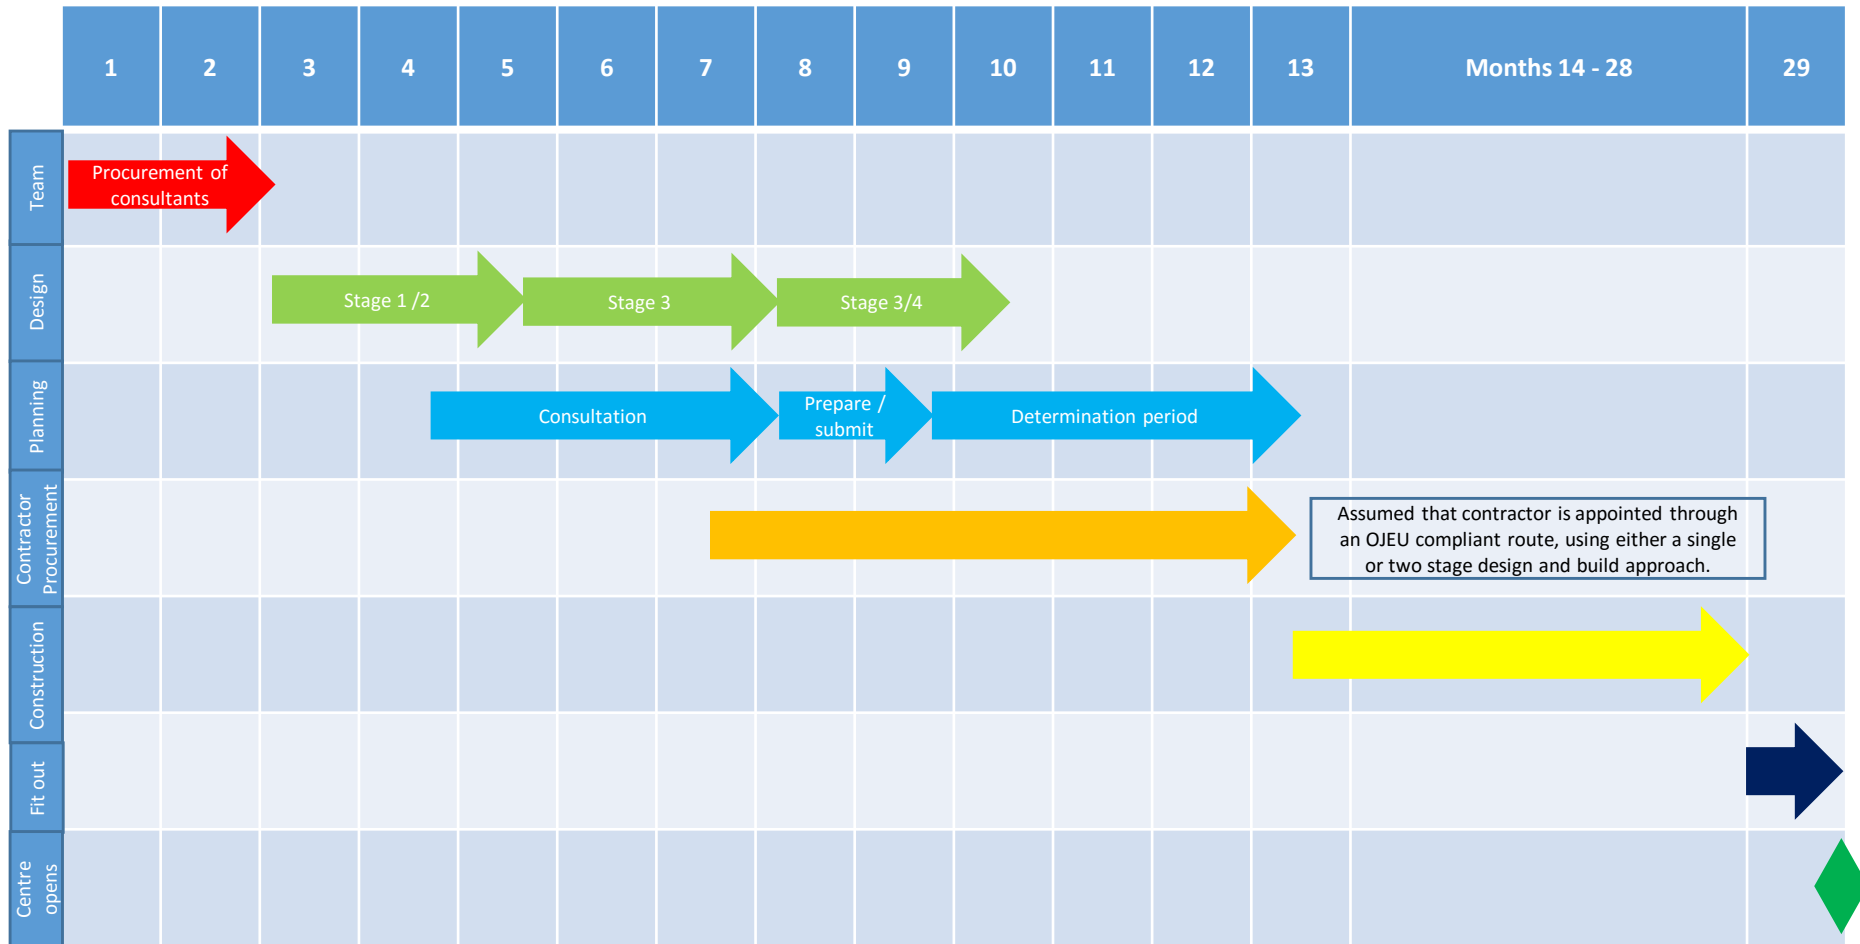 1
2
3
4
5
6
7
8
9
10
11
12
13
Months 14 - 28
29
Team
Procurement of
consultants
Design
Stage 1 /2
Stage 3
Stage 3/4
Planning
Consultation
Prepare /
submit
Determination period
Contractor
Procurement
Assumed that contractor is appointed through
an OJEU compliant route, using either a single
or two stage design and build approach.
Construction
Fit out
Centre
opens